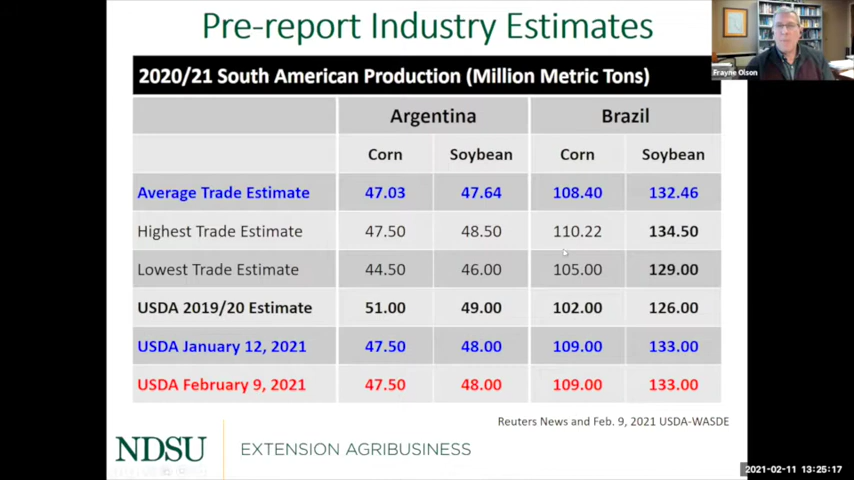 Pre-report Industry Estimates
Frayne Olson
2020/21 South American Production (Million Metric Tons)
Argentina Brazil
Corn Soybean Corn Soybean
Average Trade Estimate 47.03 47.64 108.40 132.46
Highest Trade Estimate 47.50 48.50 110.22 134.50
Lowest Trade Estimate 44.50 46.00 105.00 129.00
USDA 2019/20 Estimate 51.00 49.00 102.00 126.00
USDA January 12, 2021 47.50 48.00 109.00 133.00
USDA February 9, 2021 47.50 48.00 109.00 133.00
Reuters News and Feb. 9, 2021 USDA-WASDE
NDSU EXTENSION AGRIBUSINESS
2021-02-11 13:25:17